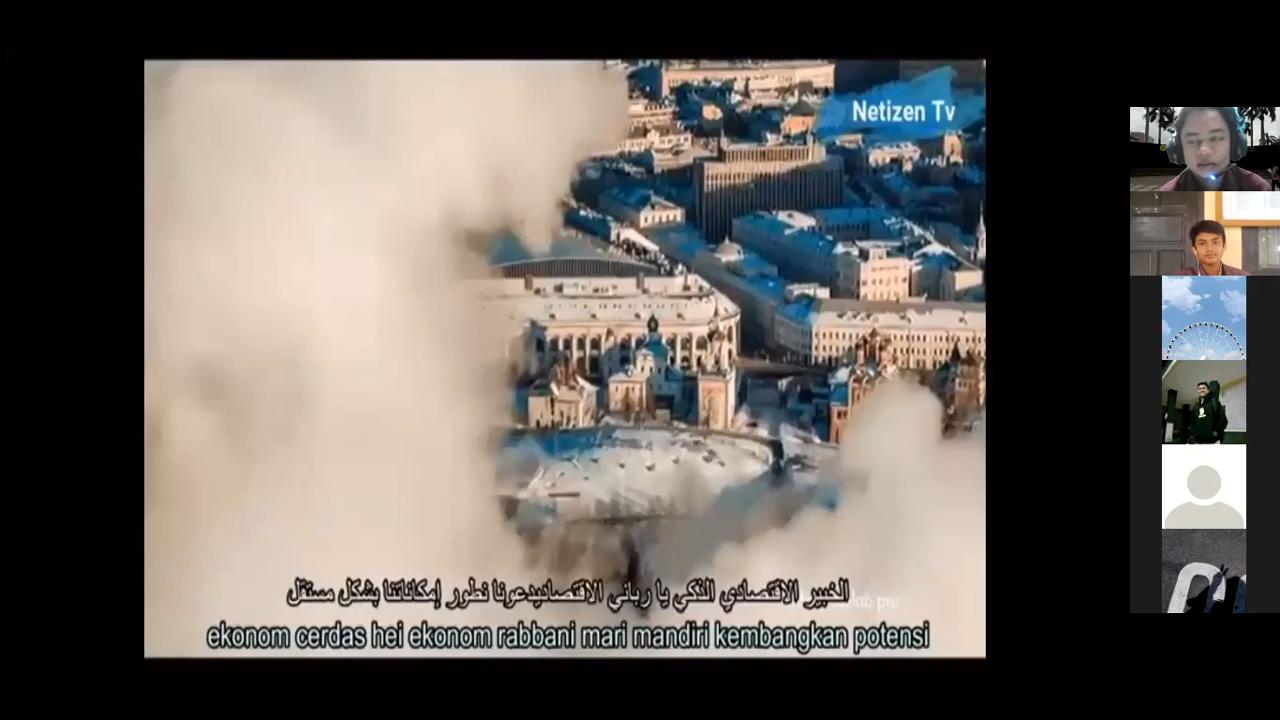 Netizen Tv
الخبير الاقتصادي الذكي يا رباني الاقتصاديدعونا نطور إمكاناتنا بشكل مستقل
ekonom cerdas hei ekonom rabbani mari mandiri kembangkan potensi